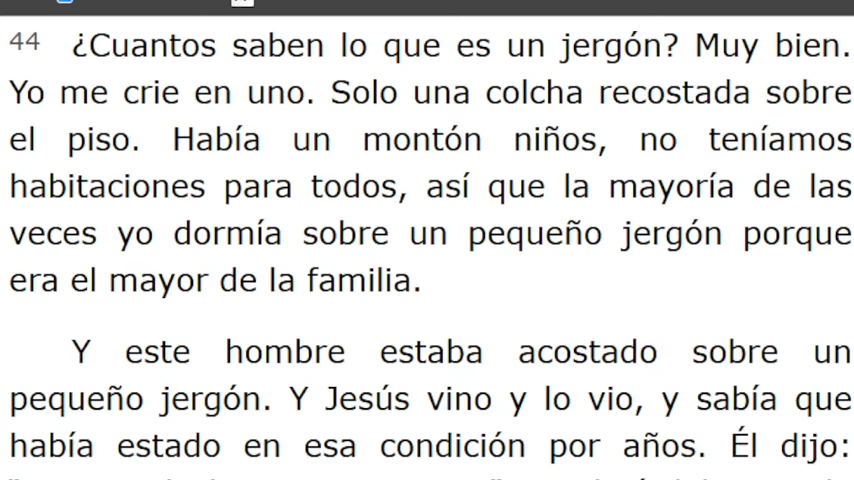 44 ¿Cuantos saben lo que es un jergón? Muy bien.
Yo me crie en uno. Solo una colcha recostada sobre
el piso. Había un montón niños, no teníamos
habitaciones para todos, así que la mayoría de las
veces yo dormía sobre un pequeño jergón porque
era el mayor de la familia.
Y este hombre estaba acostado sobre un
pequeño jergón. Y Jesús vino y lo vio, y sabía que
había estado en esa condición por años. Él dijo: